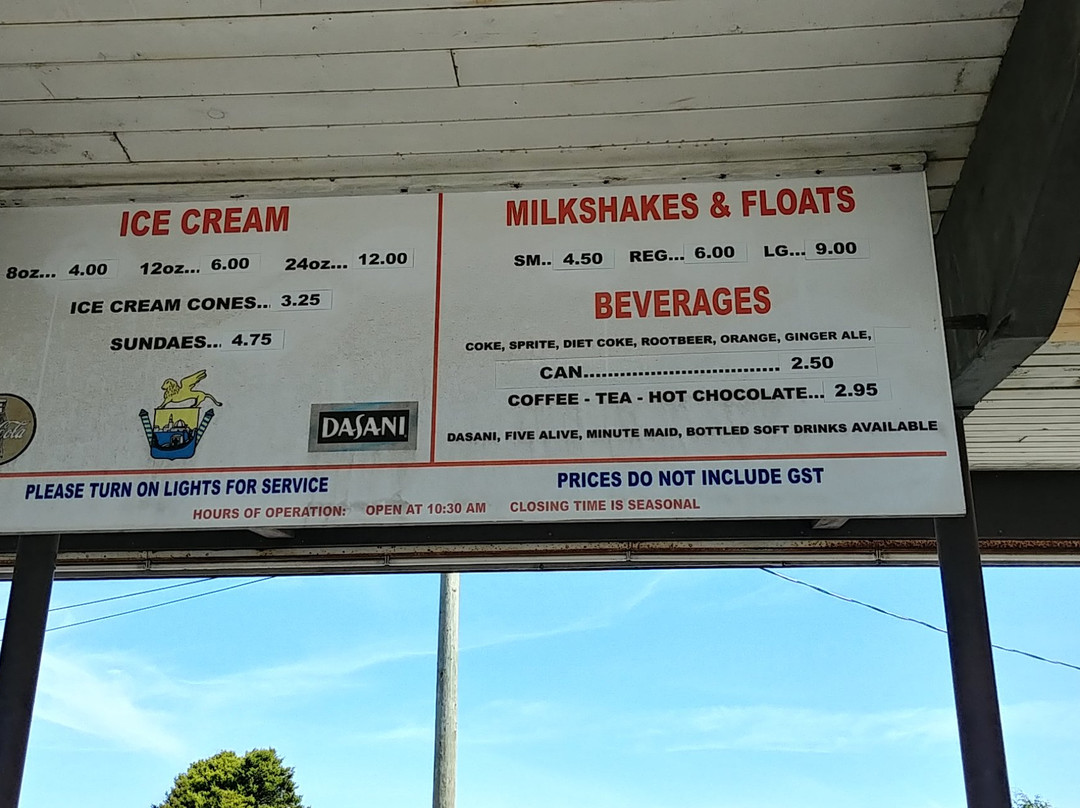 ICE CREAM
8oz... 4.00 12oz... 6.00 24oz... 12.00
ICE CREAM CONES.. 3.25
SUNDAES... 4.75
DASANI
MILKSHAKES & FLOATS
SM.. 4.50 REG... 6.00 LG... 9.00
BEVERAGES
COKE, SPRITE, DIET COKE, ROOTBEER, ORANGE, GINGER ALE,
CAN................................ 2.50
COFFEE - TEA - HOT CHOCOLATE... 2.95
DASANI, FIVE ALIVE, MINUTE MAID, BOTTLED SOFT DRINKS AVAILABLE
PLEASE TURN ON LIGHTS FOR SERVICE
PRICES DO NOT INCLUDE GST
HOURS OF OPERATION: OPEN AT 10:30 AM CLOSING TIME IS SEASONAL